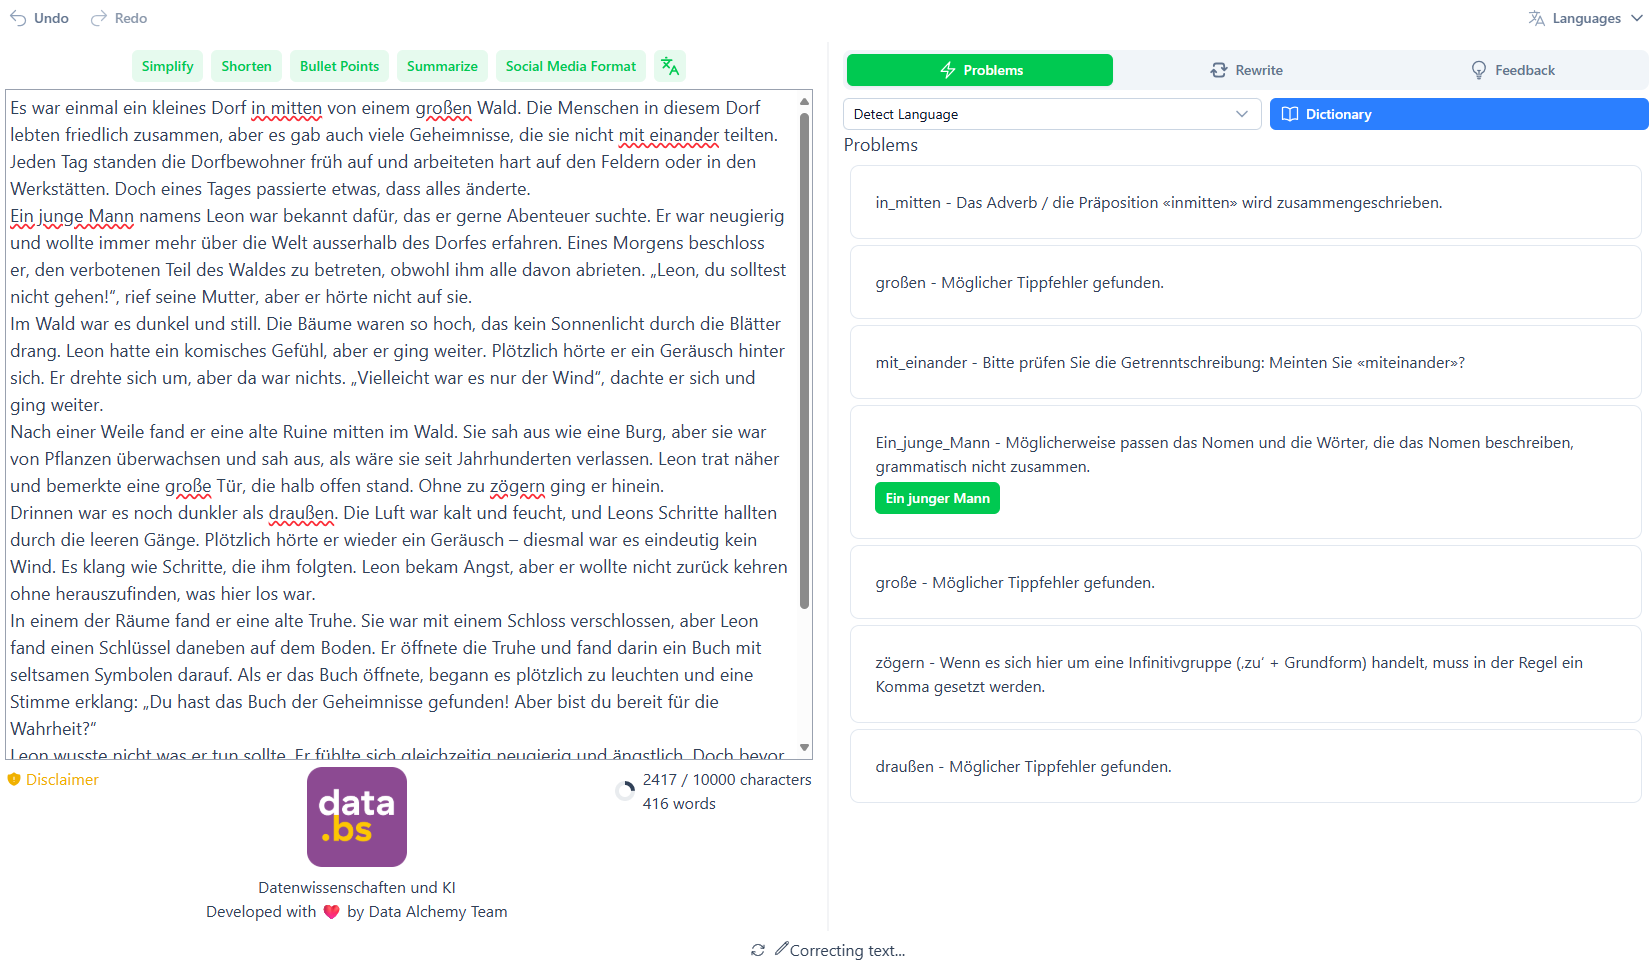 Undo Redo Languages
Simplify Shorten Bullet Points Summarize Social Media Format
Es war einmal ein kleines Dorf in mitten von einem großen Wald. Die Menschen in diesem Dorf
lebten friedlich zusammen, aber es gab auch viele Geheimnisse, die sie nicht mit einander teilten.
Jeden Tag standen die Dorfbewohner früh auf und arbeiteten hart auf den Feldern oder in den
Werkstätten. Doch eines Tages passierte etwas, dass alles änderte.
Ein junge Mann namens Leon war bekannt dafür, das er gerne Abenteuer suchte. Er war neugierig
und wollte immer mehr über die Welt ausserhalb des Dorfes erfahren. Eines Morgens beschloss
er, den verbotenen Teil des Waldes zu betreten, obwohl ihm alle davon abrieten. „Leon, du solltest
nicht gehen!“, rief seine Mutter, aber er hörte nicht auf sie.
Im Wald war es dunkel und still. Die Bäume waren so hoch, das kein Sonnenlicht durch die Blätter
drang. Leon hatte ein komisches Gefühl, aber er ging weiter. Plötzlich hörte er ein Geräusch hinter
sich. Er drehte sich um, aber da war nichts. „Vielleicht war es nur der Wind“, dachte er sich und
ging weiter.
Nach einer Weile fand er eine alte Ruine mitten im Wald. Sie sah aus wie eine Burg, aber sie war
von Pflanzen überwachsen und sah aus, als wäre sie seit Jahrhunderten verlassen. Leon trat näher
und bemerkte eine große Tür, die halb offen stand. Ohne zu zögern ging er hinein.
Drinnen war es noch dunkler als draußen. Die Luft war kalt und feucht, und Leons Schritte hallten
durch die leeren Gänge. Plötzlich hörte er wieder ein Geräusch – diesmal war es eindeutig kein
Wind. Es klang wie Schritte, die ihm folgten. Leon bekam Angst, aber er wollte nicht zurück kehren
ohne herauszufinden, was hier los war.
In einem der Räume fand er eine alte Truhe. Sie war mit einem Schloss verschlossen, aber Leon
fand einen Schlüssel daneben auf dem Boden. Er öffnete die Truhe und fand darin ein Buch mit
seltsamen Symbolen darauf. Als er das Buch öffnete, begann es plötzlich zu leuchten und eine
Stimme erklang: „Du hast das Buch der Geheimnisse gefunden! Aber bist du bereit für die
Wahrheit?“
Leon wusste nicht was er tun sollte. Er fühlte sich gleichzeitig neugierig und ängstlich. Doch bevor
Disclaimer
2417 / 10000 characters
416 words
data
.bs
Datenwissenschaften und KI
Developed with ❤ by Data Alchemy Team
Problems Rewrite Feedback
Detect Language Dictionary
Problems
in_mitten - Das Adverb / die Präposition «inmitten» wird zusammengeschrieben.
großen - Möglicher Tippfehler gefunden.
mit_einander - Bitte prüfen Sie die Getrenntschreibung: Meinten Sie «miteinander»?
Ein_junge_Mann - Möglicherweise passen das Nomen und die Wörter, die das Nomen beschreiben,
grammatisch nicht zusammen.
Ein junger Mann
große - Möglicher Tippfehler gefunden.
zögern - Wenn es sich hier um eine Infinitivgruppe (‚zu‘ + Grundform) handelt, muss in der Regel ein
Komma gesetzt werden.
draußen - Möglicher Tippfehler gefunden.
Correcting text...